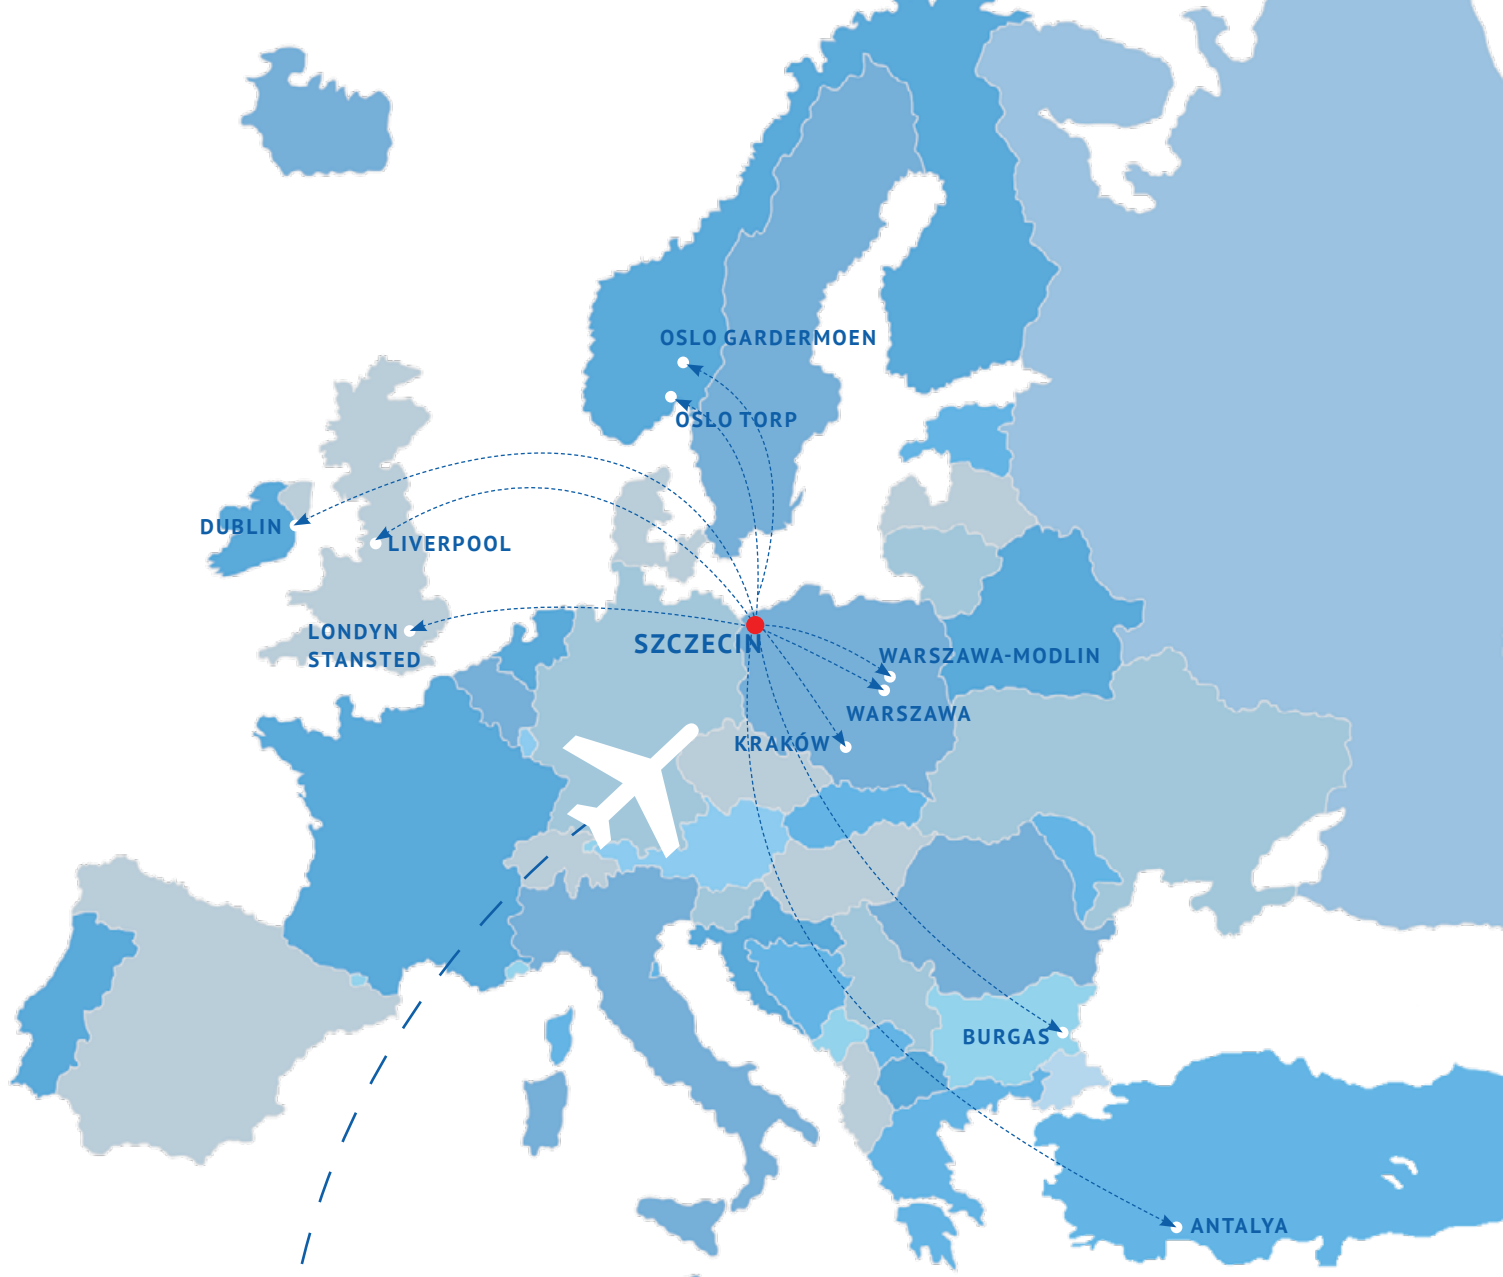 OSLO GARDERMOEN
OSLO TORP
DUBLIN
LIVERPOOL
LONDYN
STANSTED
SZCZECIN
WARSZAWA-MODLIN
WARSZAWA
KRAKÓW
BURGAS
ANTALYA